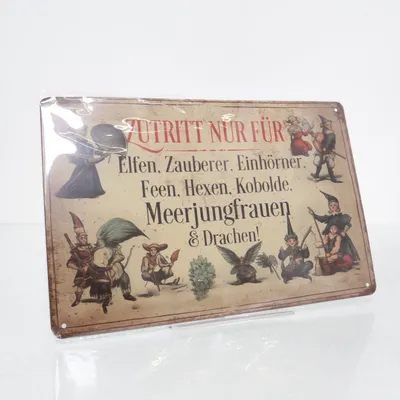 ZUTRITT NUR FÜR
Elfen, Zauberer, Einhörner,
Feen, Hexen, Kobolde,
Meerjungfrauen
& Drachen!